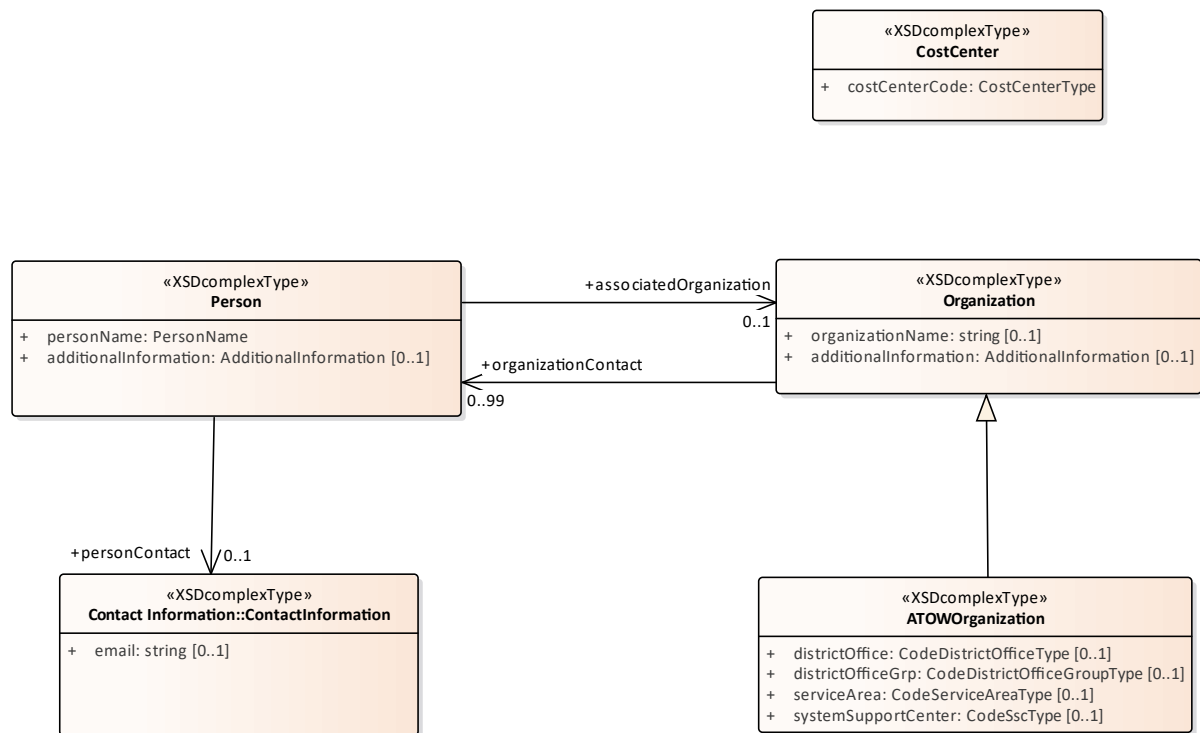 «XSDcomplexType»
CostCenter
+ costCenterCode: CostCenterType
«XSDcomplexType»
Person
+ personName: PersonName
+ additionalInformation: AdditionalInformation [0..1]
+associatedOrganization
0..1
+organizationContact
0..99
«XSDcomplexType»
Organization
+ organizationName: string [0..1]
+ additionalInformation: AdditionalInformation [0..1]
+personContact
0..1
«XSDcomplexType»
Contact Information::ContactInformation
+ email: string [0..1]
«XSDcomplexType»
ATOWOrganization
+ districtOffice: CodeDistrictOfficeType [0..1]
+ districtOfficeGrp: CodeDistrictOfficeGroupType [0..1]
+ serviceArea: CodeServiceAreaType [0..1]
+ systemSupportCenter: CodeSscType [0..1]